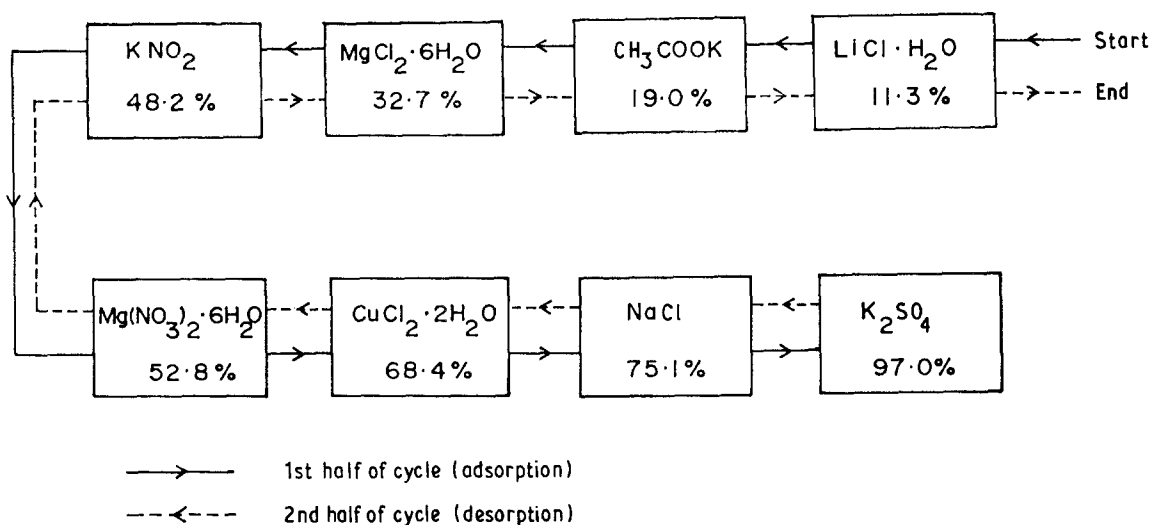 KNO₂
48·2 %
MgCl₂·6H₂O
32·7 %
CH₃COOK
19·0 %
LiCl·H₂O
11·3 %
Start
End
Mg(NO₃)₂·6H₂O
52·8 %
CuCl₂·2H₂O
68·4 %
NaCl
75·1%
K₂SO₄
97·0%
1st half of cycle (adsorption)
2nd half of cycle (desorption)